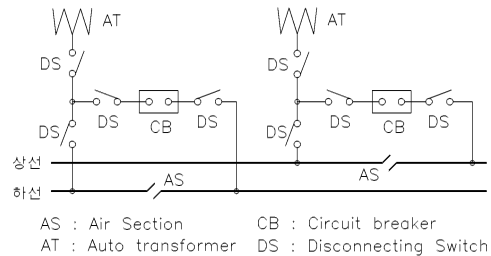 AT AT
DS DS
DS CB DS DS CB DS
DS DS
상선 AS
하선 AS
AS : Air Section CB : Circuit breaker
AT : Auto transformer DS : Disconnecting Switch